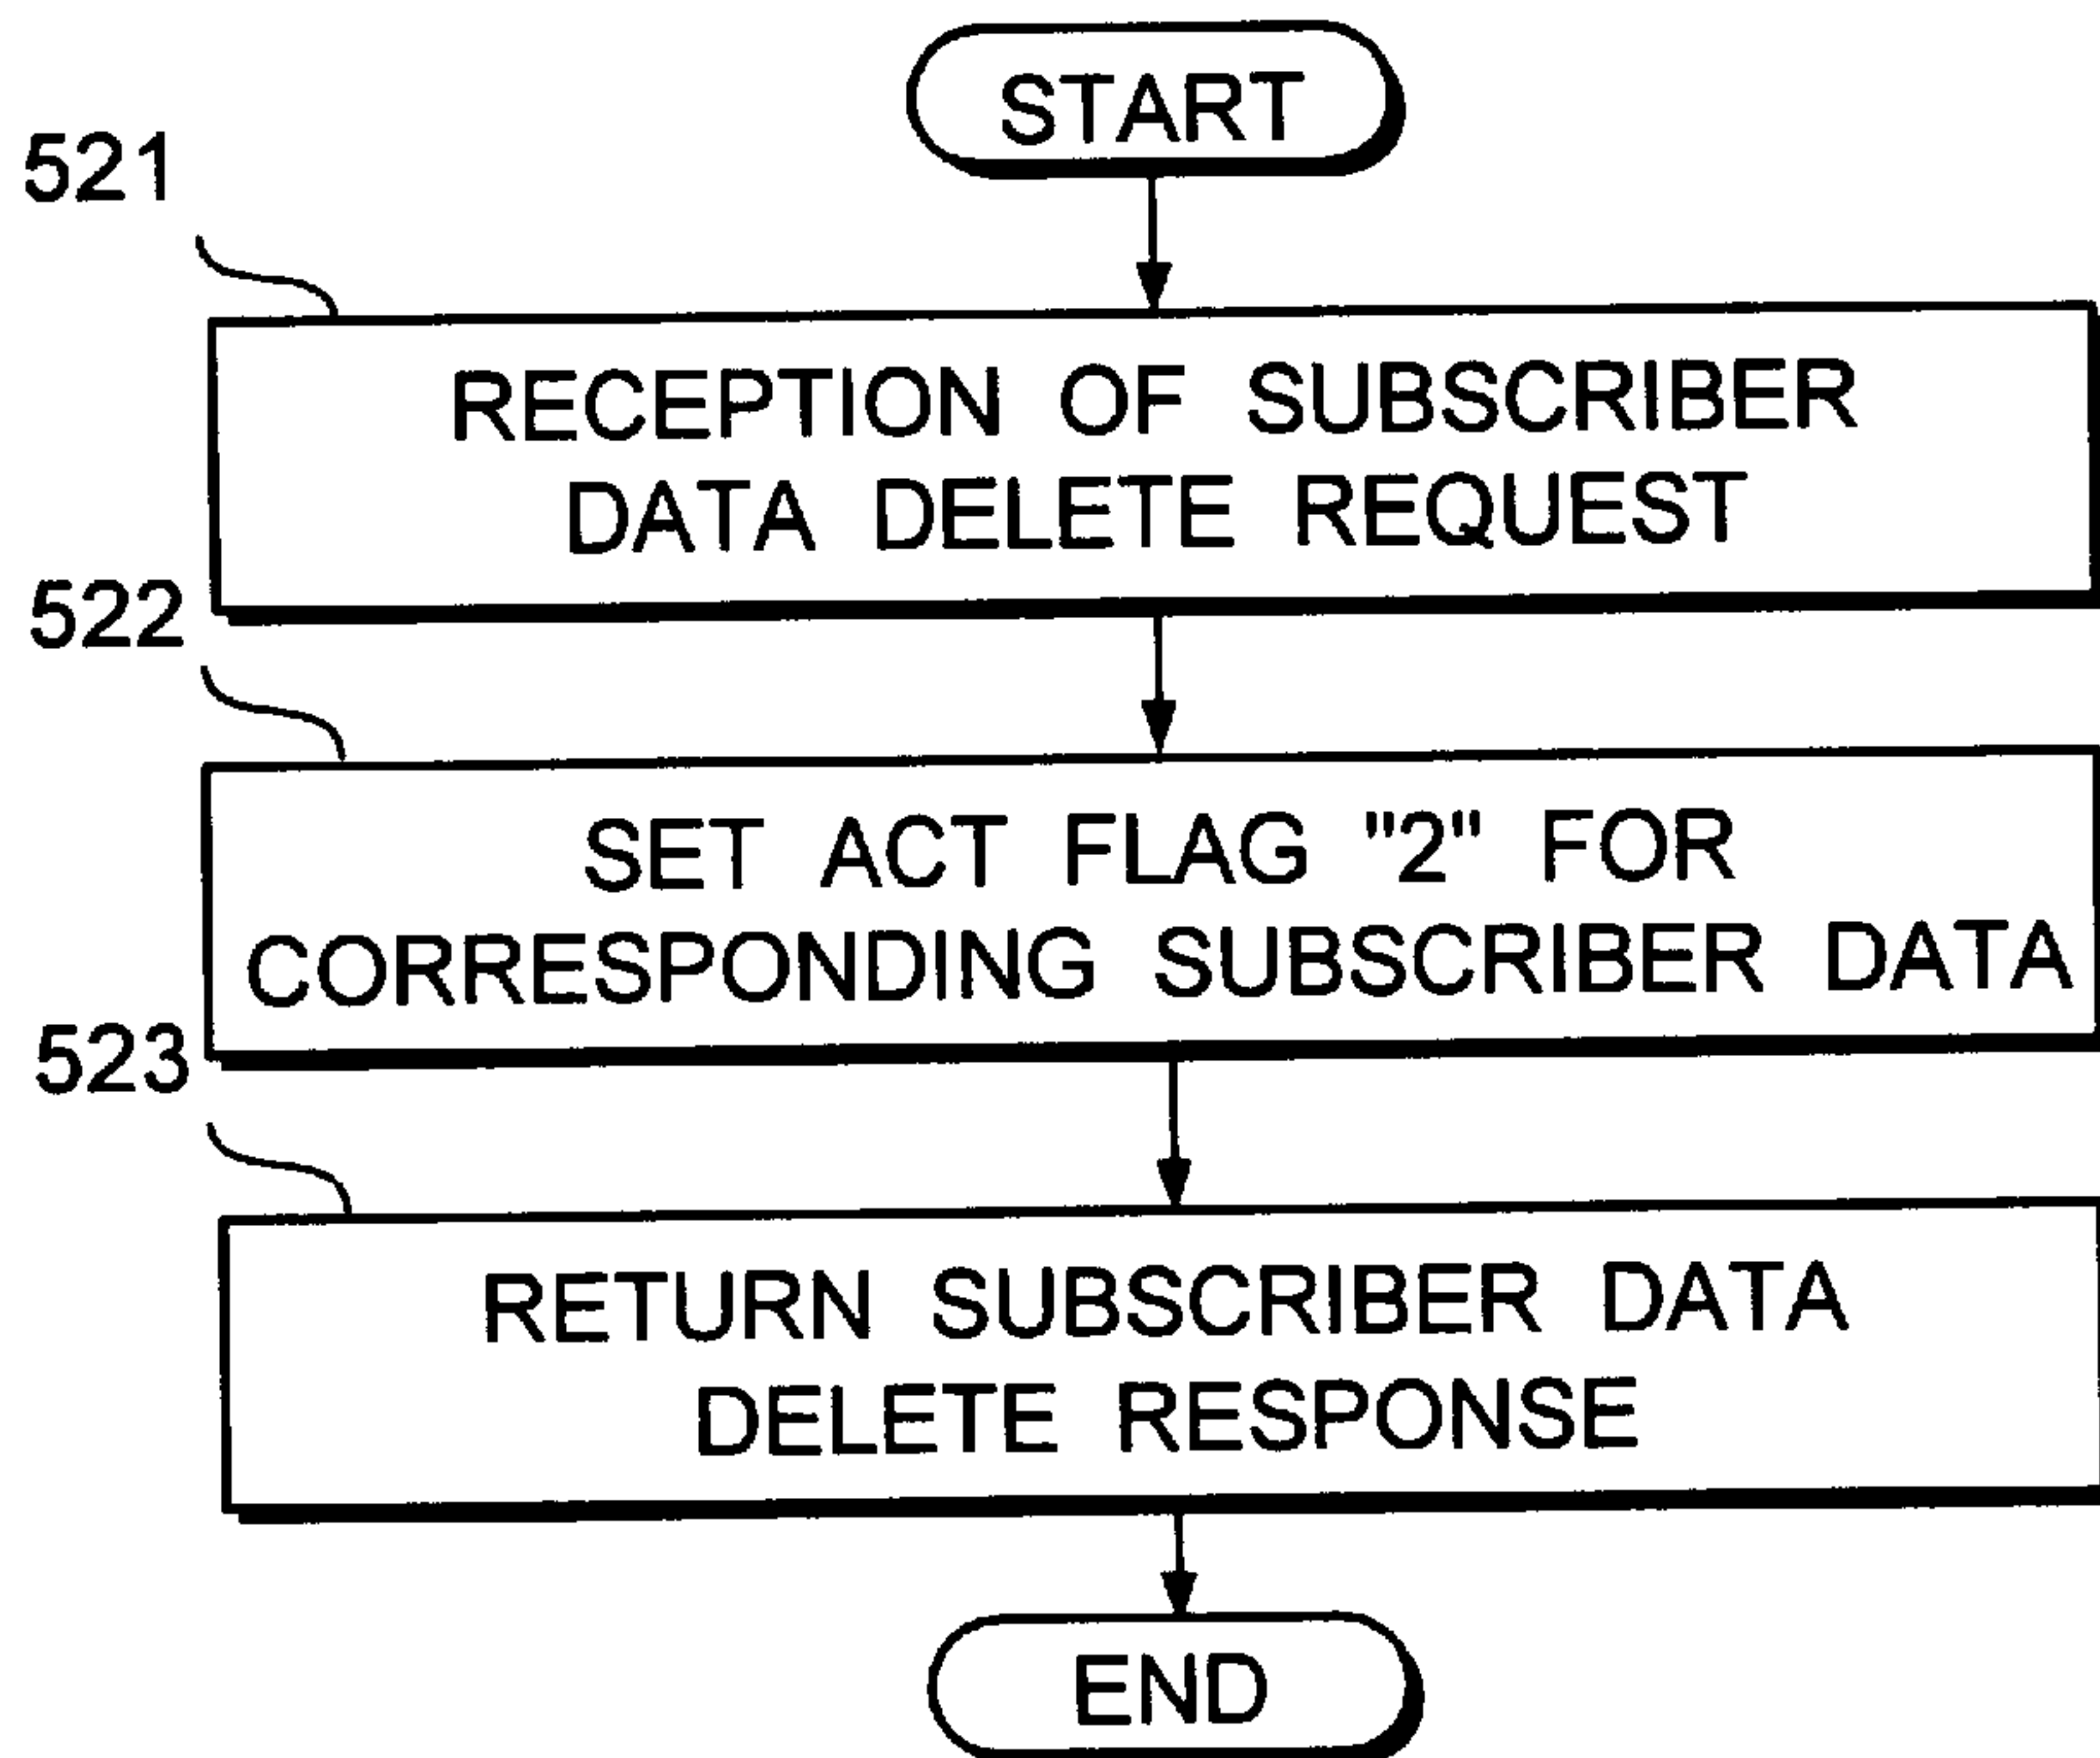 START
521
RECEPTION OF SUBSCRIBER
DATA DELETE REQUEST
522
SET ACT FLAG "2" FOR
CORRESPONDING SUBSCRIBER DATA
523
RETURN SUBSCRIBER DATA
DELETE RESPONSE
END